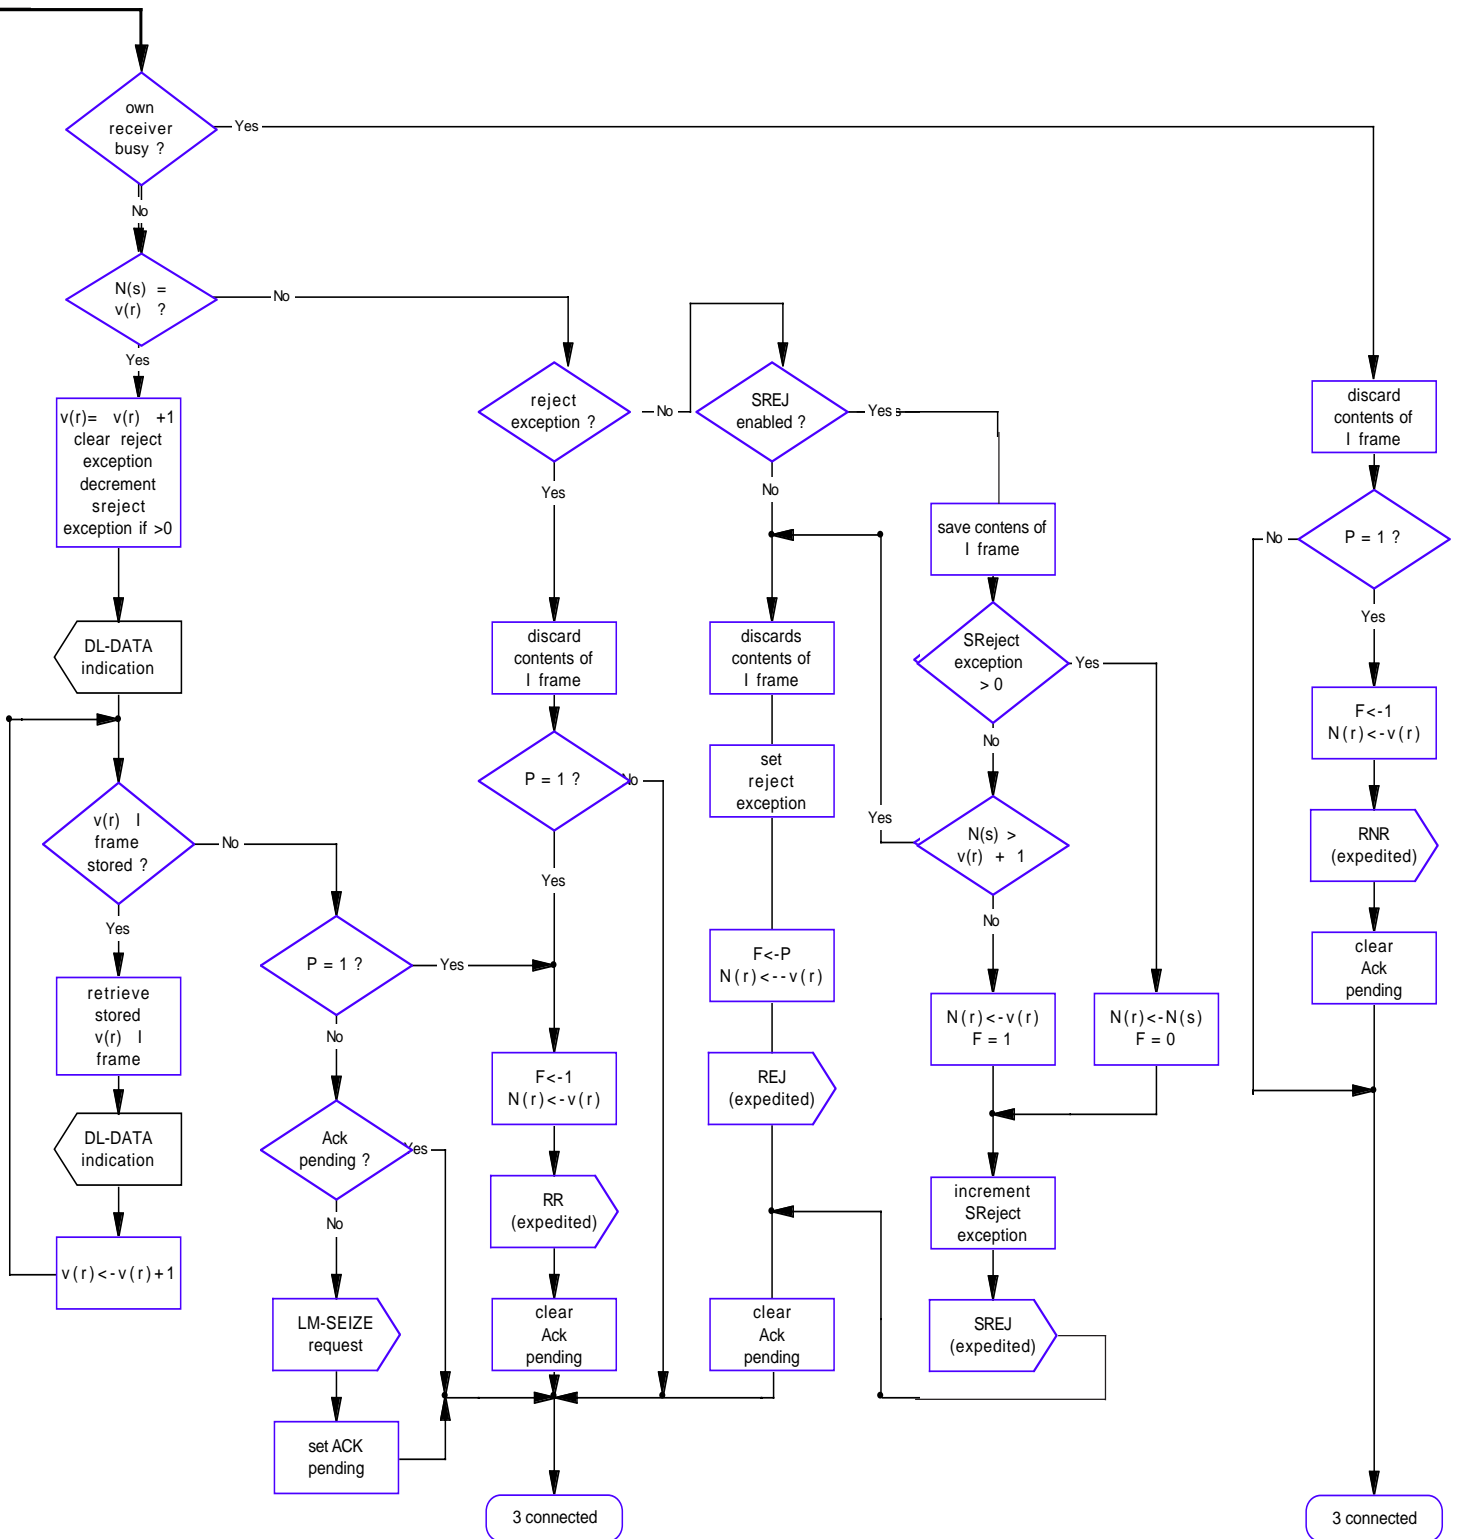 own
receiver
busy ?
Yes
No
N(s) =
v(r) ?
No
Yes
v(r)= v(r) +1
clear reject
exception
decrement
sreject
exception if >0
DL-DATA
indication
v(r) I
frame
stored ?
No
Yes
retrieve
stored
v(r) I
frame
DL-DATA
indication
v(r)<-v(r)+1
P = 1 ?
Yes
No
Ack
pending ?
Yes
No
LM-SEIZE
request
set ACK
pending
reject
exception ?
No
Yes
discard
contents of
I frame
P = 1 ?
No
Yes
F<-1
N(r)<-v(r)
RR
(expedited)
clear
Ack
pending
3 connected
SREJ
enabled ?
Yes s
No
discards
contents of
I frame
set
reject
exception
F<-P
N(r)<--v(r)
REJ
(expedited)
clear
Ack
pending
save contens of
I frame
SReject
exception
> 0
Yes
No
N(s) >
v(r) + 1
Yes
No
N(r)<-v(r)
F = 1
N(r)<-N(s)
F = 0
increment
SReject
exception
SREJ
(expedited)
discard
contents of
I frame
P = 1 ?
No
Yes
F<-1
N(r)<-v(r)
RNR
(expedited)
clear
Ack
pending
3 connected